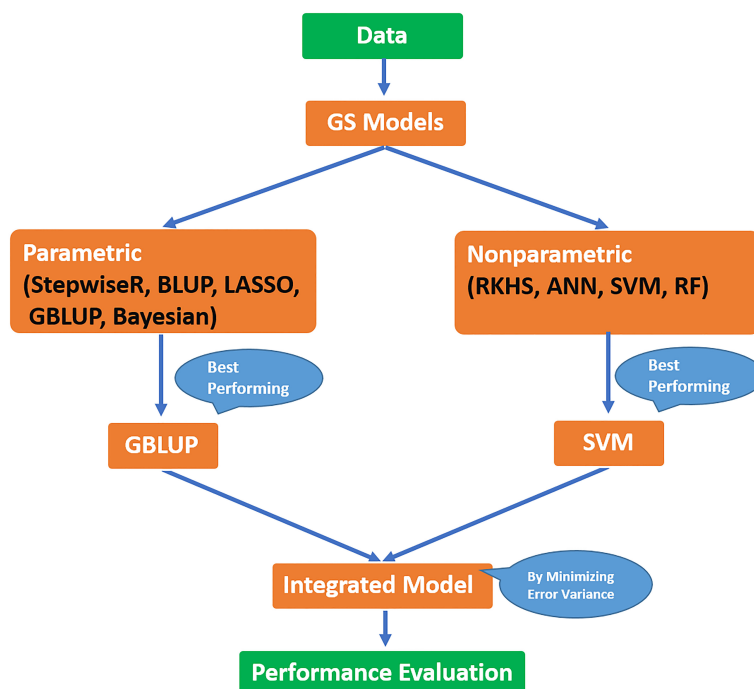 Data
GS Models
Parametric
(StepwiseR, BLUP, LASSO,
GBLUP, Bayesian)
Nonparametric
(RKHS, ANN, SVM, RF)
Best
Performing
Best
Performing
GBLUP
SVM
Integrated Model
By Minimizing
Error Variance
Performance Evaluation